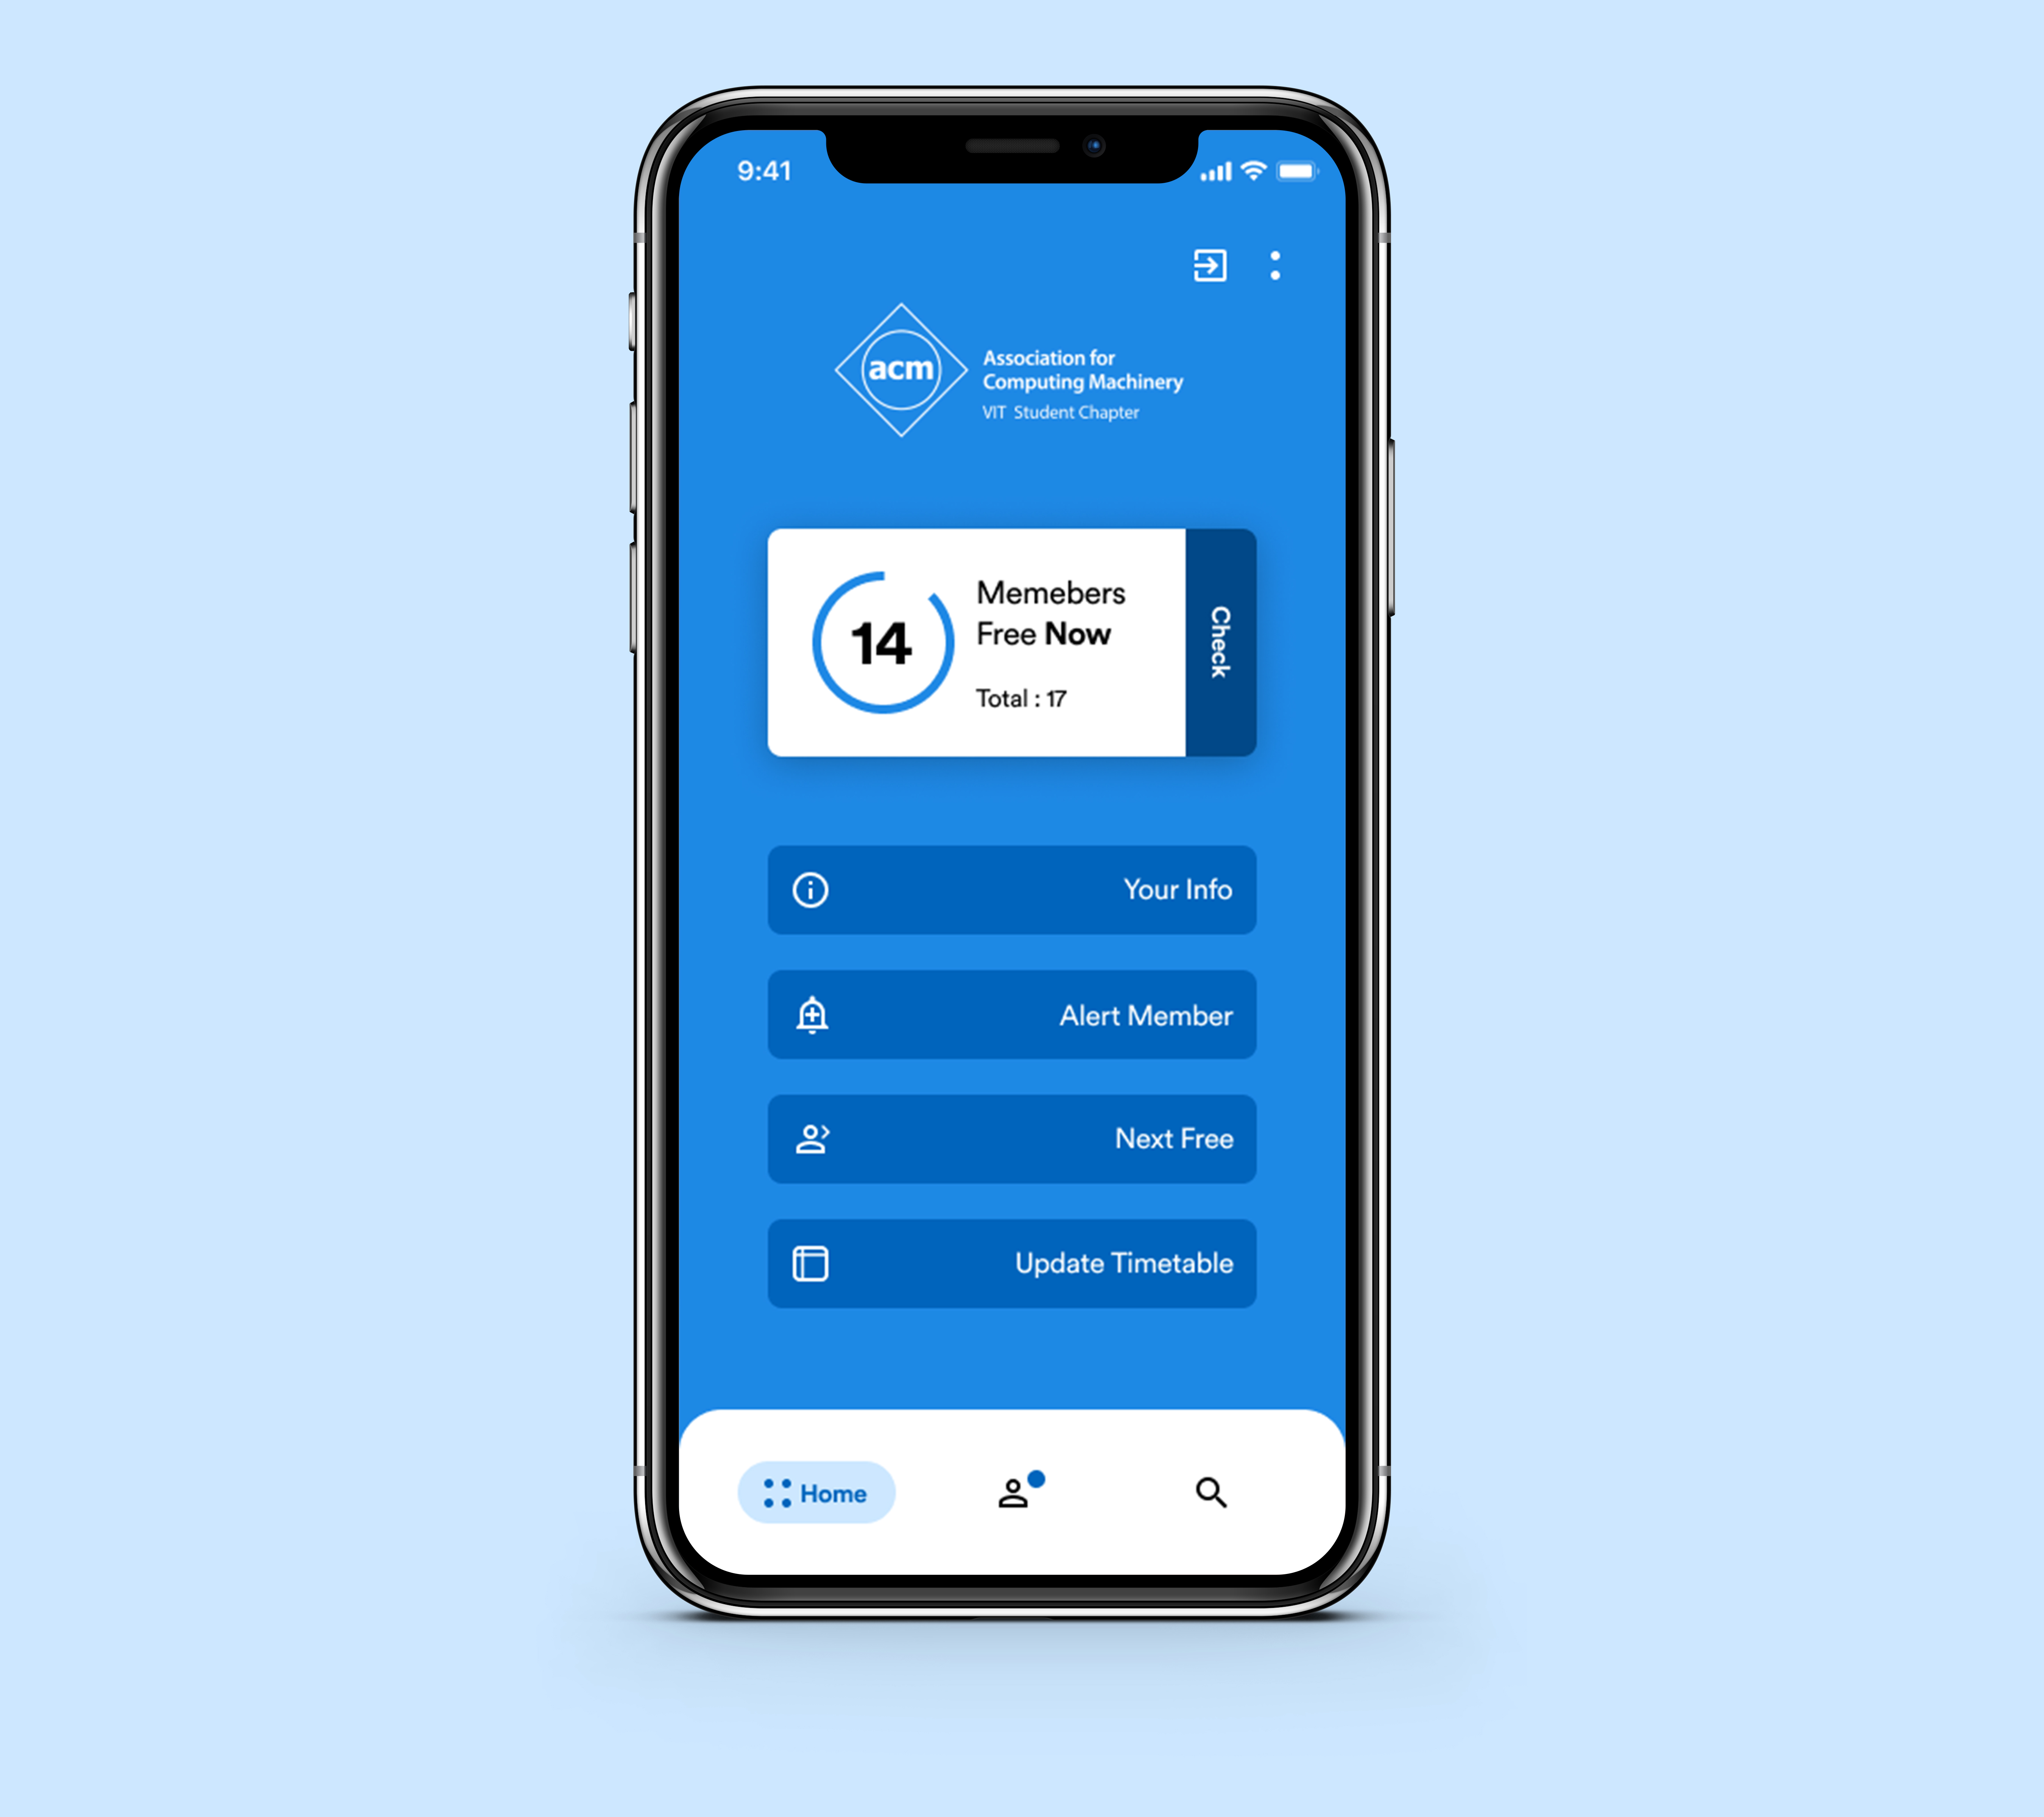 9:41
acm
Association for
Computing Machinery
VIT Student Chapter
14
Memebers
Free Now
Total : 17
Check
Your Info
Alert Member
Next Free
Update Timetable
Home